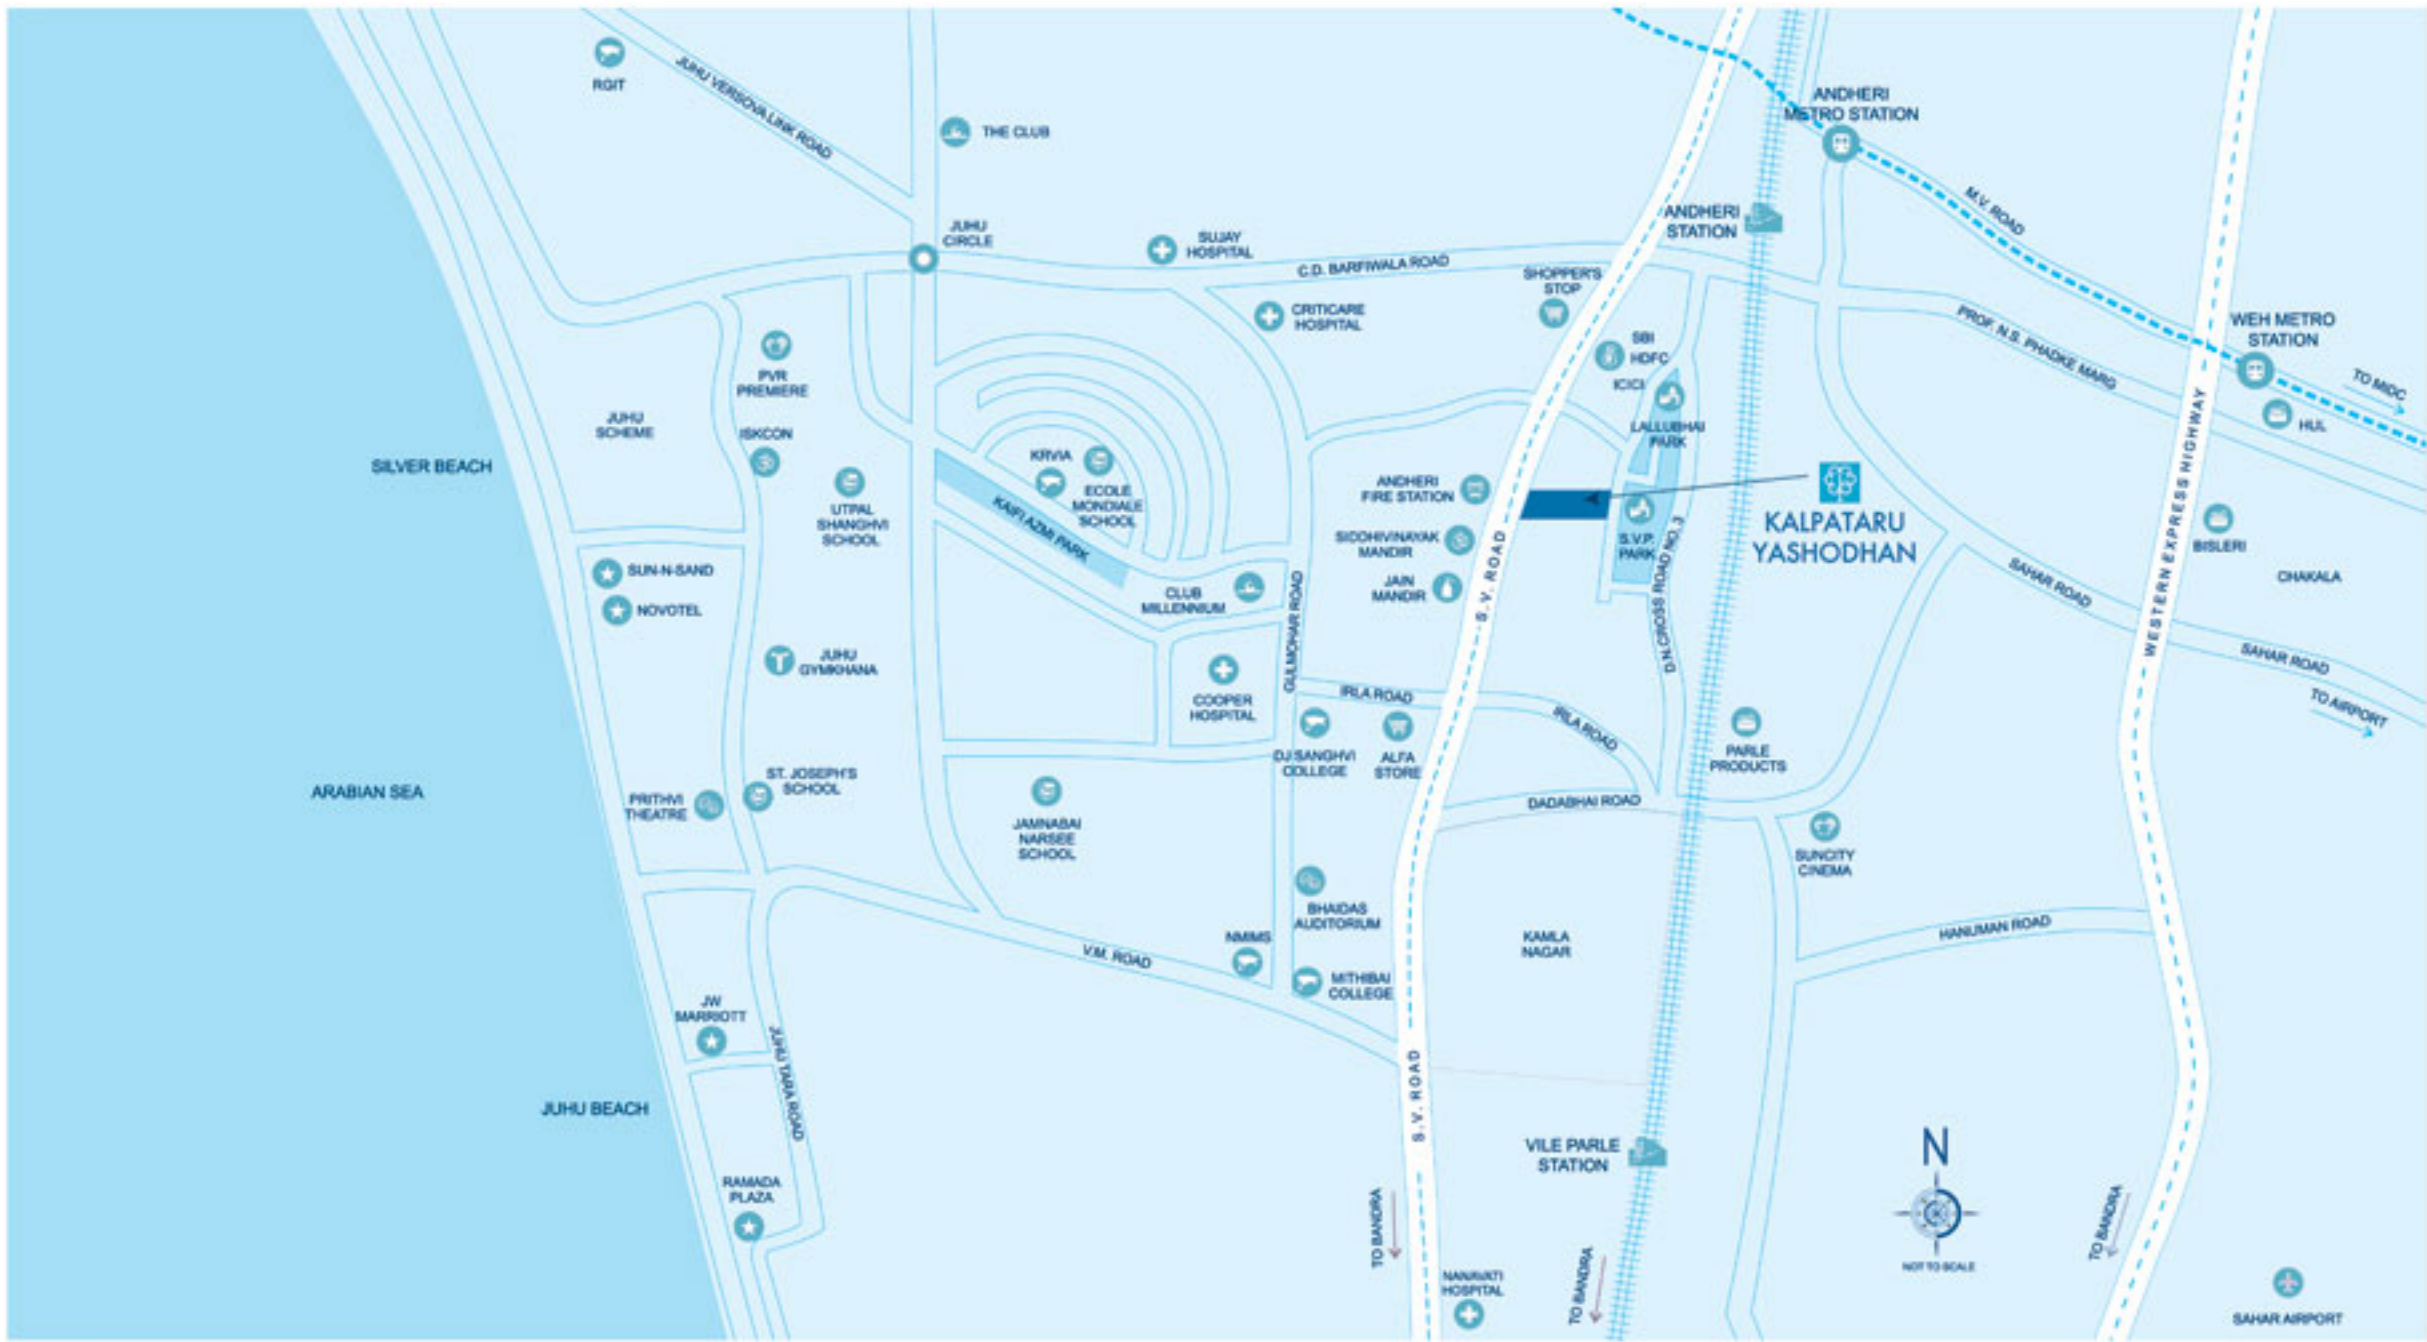 RGIT
JUHU VERSOVA LINK ROAD
THE CLUB
ANDHERI
METRO STATION
M.V. ROAD
ANDHERI
STATION
JUHU
CIRCLE
SUJAY
HOSPITAL
C.D. BARFIWALA ROAD
SHOPPER'S
STOP
CRITICARE
HOSPITAL
SBI
HDFC
ICICI
PROF. N.S. PHADKE MARG
WEH METRO
STATION
TO MIDC
HUL
PVR
PREMIERE
JUHU
SCHEME
ISKCON
SILVER BEACH
LALLUBHAI
PARK
WESTERN EXPRESS HIGHWAY
KRVIA
ECOLE
MONDIALE
SCHOOL
UTPAL
SHANGHVI
SCHOOL
KAIFI AZMI PARK
ANDHERI
FIRE STATION
SIDDHIVINAYAK
MANDIR
JAIN
MANDIR
S.V. ROAD
S.V.P.
PARK
D.N.CROSS ROAD NO. 3
KALPATARU
YASHODHAN
BISLERI
CHAKALA
SAHAR ROAD
SAHAR ROAD
TO AIRPORT
SUN-N-SAND
NOVOTEL
CLUB
MILLENNIUM
GULMOHAR ROAD
JUHU
GYMKHANA
COOPER
HOSPITAL
IRLA ROAD
IRLA ROAD
DJ SANGHVI
COLLEGE
ALFA
STORE
PARLE
PRODUCTS
ARABIAN SEA
PRITHVI
THEATRE
ST. JOSEPH'S
SCHOOL
JAMNABAI
NARSEE
SCHOOL
DADABHAI ROAD
SUNCITY
CINEMA
BHAIDAS
AUDITORIUM
NMIMS
V.M. ROAD
MITHIBAI
COLLEGE
KAMLA
NAGAR
HANUMAN ROAD
JW
MARRIOTT
JUHU TARA ROAD
JUHU BEACH
S.V. ROAD
VILE PARLE
STATION
N
NOT TO SCALE
RAMADA
PLAZA
TO BANDRA
NANAVATI
HOSPITAL
TO BANDRA
TO BANDRA
SAHAR AIRPORT